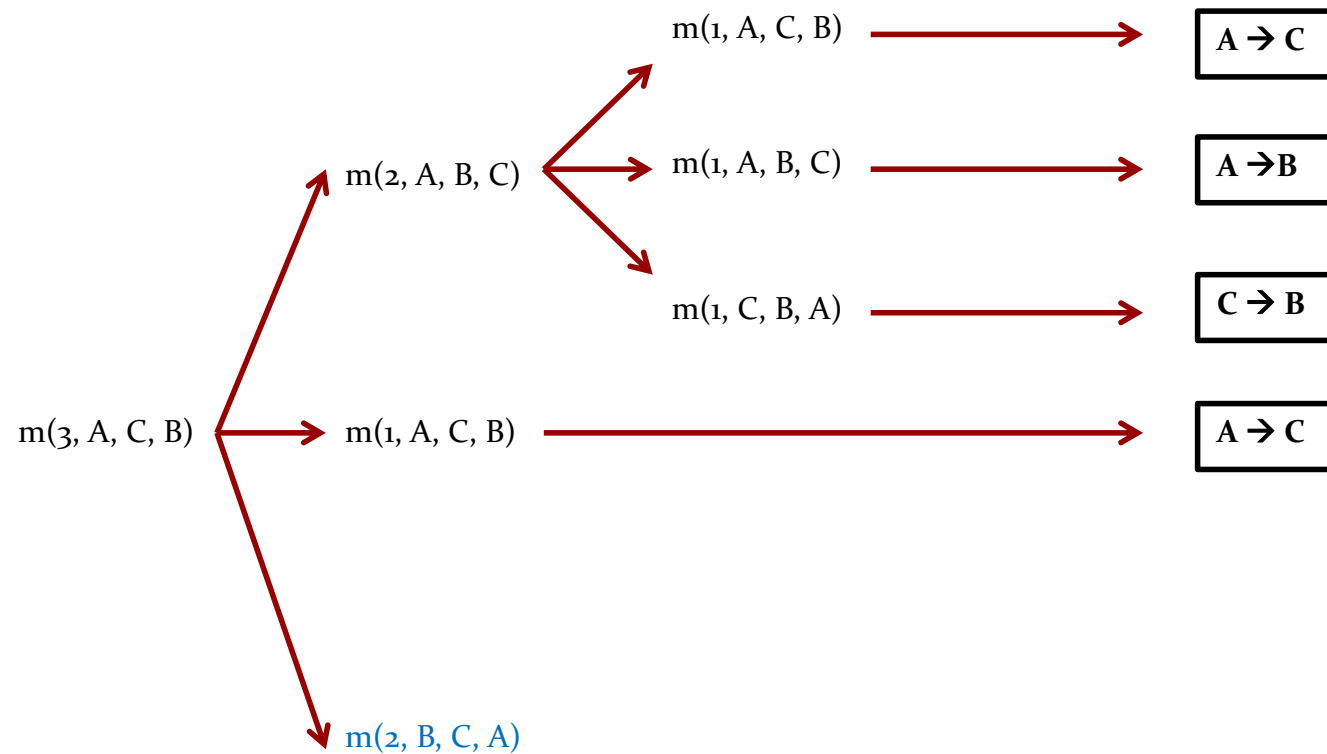 m(1, A, C, B)
A → C
m(2, A, B, C)
m(1, A, B, C)
A →B
m(1, C, B, A)
C → B
m(3, A, C, B)
m(1, A, C, B)
A → C
m(2, B, C, A)